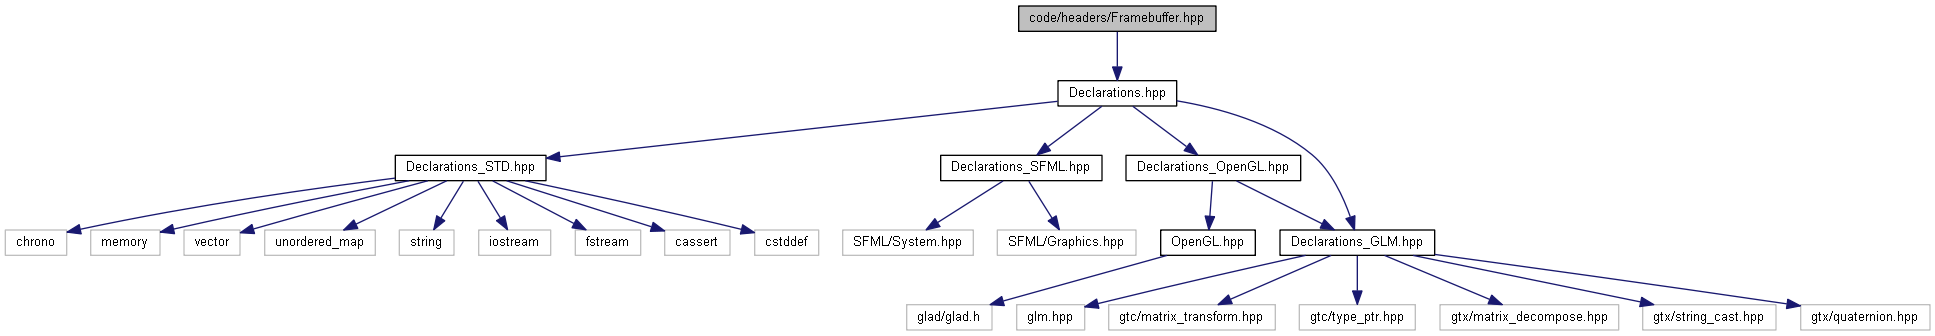 code/headers/Framebuffer.hpp
Declarations.hpp
Declarations_STD.hpp
Declarations_SFML.hpp
Declarations_OpenGL.hpp
chrono
memory
vector
unordered_map
string
iostream
fstream
cassert
cstddef
SFML/System.hpp
SFML/Graphics.hpp
OpenGL.hpp
Declarations_GLM.hpp
glad/glad.h
glm.hpp
gtc/matrix_transform.hpp
gtc/type_ptr.hpp
gtx/matrix_decompose.hpp
gtx/string_cast.hpp
gtx/quaternion.hpp